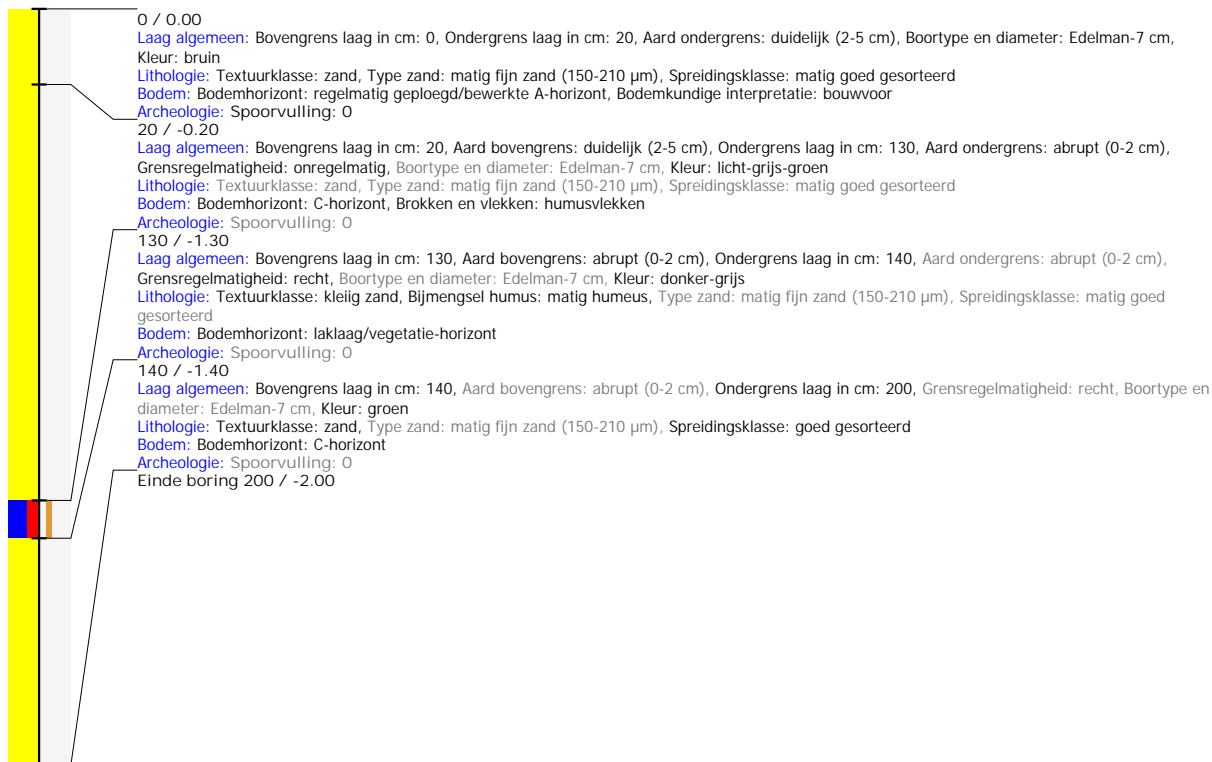 0 / 0.00
Laag algemeen: Bovengrens laag in cm: 0, Ondergrens laag in cm: 20, Aard ondergrens: duidelijk (2-5 cm), Boortype en diameter: Edelman-7 cm,
Kleur: bruin
Lithologie: Textuurklasse: zand, Type zand: matig fijn zand (150-210 µm), Spreidingsklasse: matig goed gesorteerd
Bodem: Bodemhorizont: regelmatig geploegd/bewerkte A-horizont, Bodemkundige interpretatie: bouwvoor
Archeologie: Spoorvulling: 0
20 / -0.20
Laag algemeen: Bovengrens laag in cm: 20, Aard bovengrens: duidelijk (2-5 cm), Ondergrens laag in cm: 130, Aard ondergrens: abrupt (0-2 cm),
Grensregelmatigheid: onregelmatig, Boortype en diameter: Edelman-7 cm, Kleur: licht-grijs-groen
Lithologie: Textuurklasse: zand, Type zand: matig fijn zand (150-210 µm), Spreidingsklasse: matig goed gesorteerd
Bodem: Bodemhorizont: C-horizont, Brokken en vlekken: humusvlekken
Archeologie: Spoorvulling: 0
130 / -1.30
Laag algemeen: Bovengrens laag in cm: 130, Aard bovengrens: abrupt (0-2 cm), Ondergrens laag in cm: 140, Aard ondergrens: abrupt (0-2 cm),
Grensregelmatigheid: recht, Boortype en diameter: Edelman-7 cm, Kleur: donker-grijs
Lithologie: Textuurklasse: kleiig zand, Bijmengsel humus: matig humeus, Type zand: matig fijn zand (150-210 µm), Spreidingsklasse: matig goed
gesorteerd
Bodem: Bodemhorizont: laklaag/vegetatie-horizont
Archeologie: Spoorvulling: 0
140 / -1.40
Laag algemeen: Bovengrens laag in cm: 140, Aard bovengrens: abrupt (0-2 cm), Ondergrens laag in cm: 200, Grensregelmatigheid: recht, Boortype en
diameter: Edelman-7 cm, Kleur: groen
Lithologie: Textuurklasse: zand, Type zand: matig fijn zand (150-210 µm), Spreidingsklasse: goed gesorteerd
Bodem: Bodemhorizont: C-horizont
Archeologie: Spoorvulling: 0
Einde boring 200 / -2.00